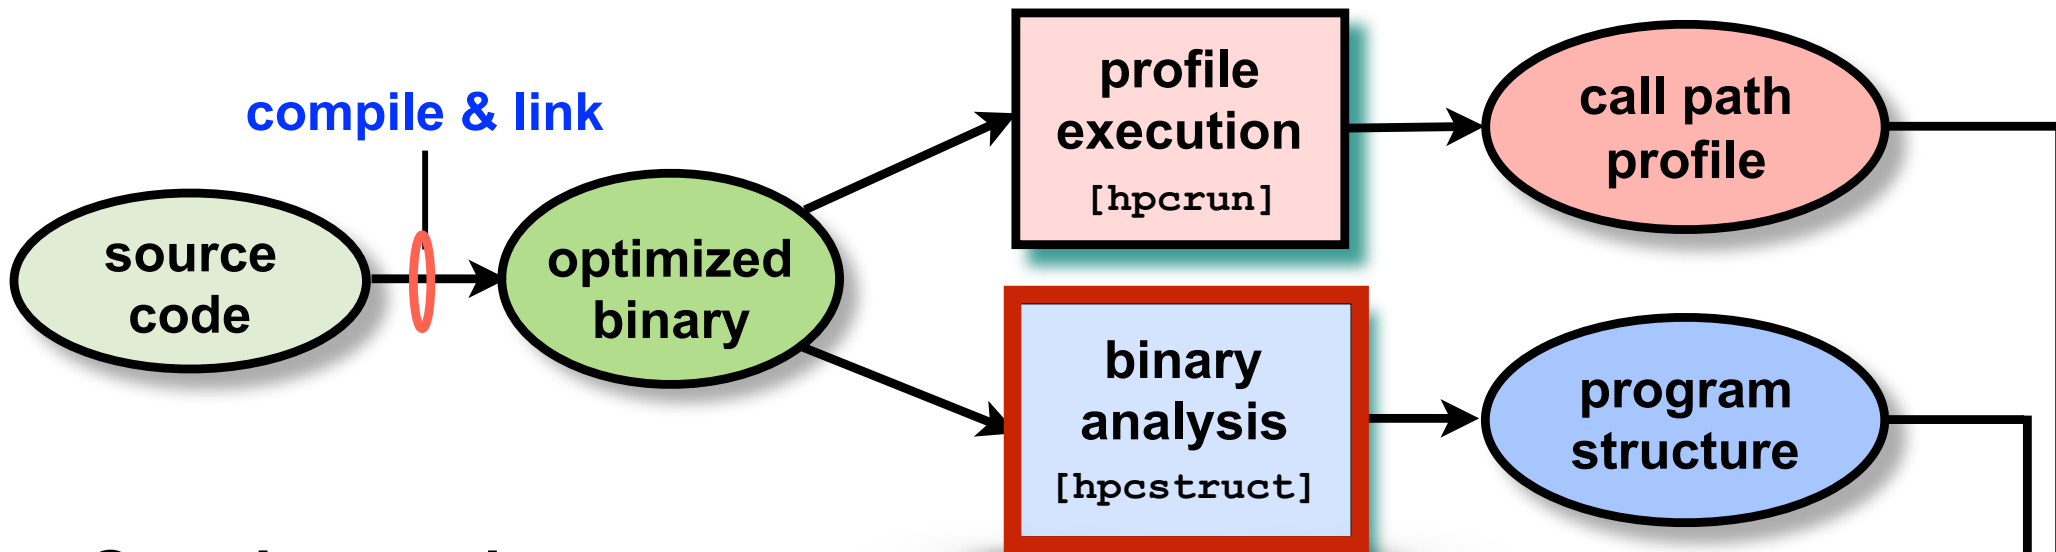 compile & link
source
code
optimized
binary
profile
execution
[hpcrun]
call path
profile
binary
analysis
[hpcstruct]
program
structure